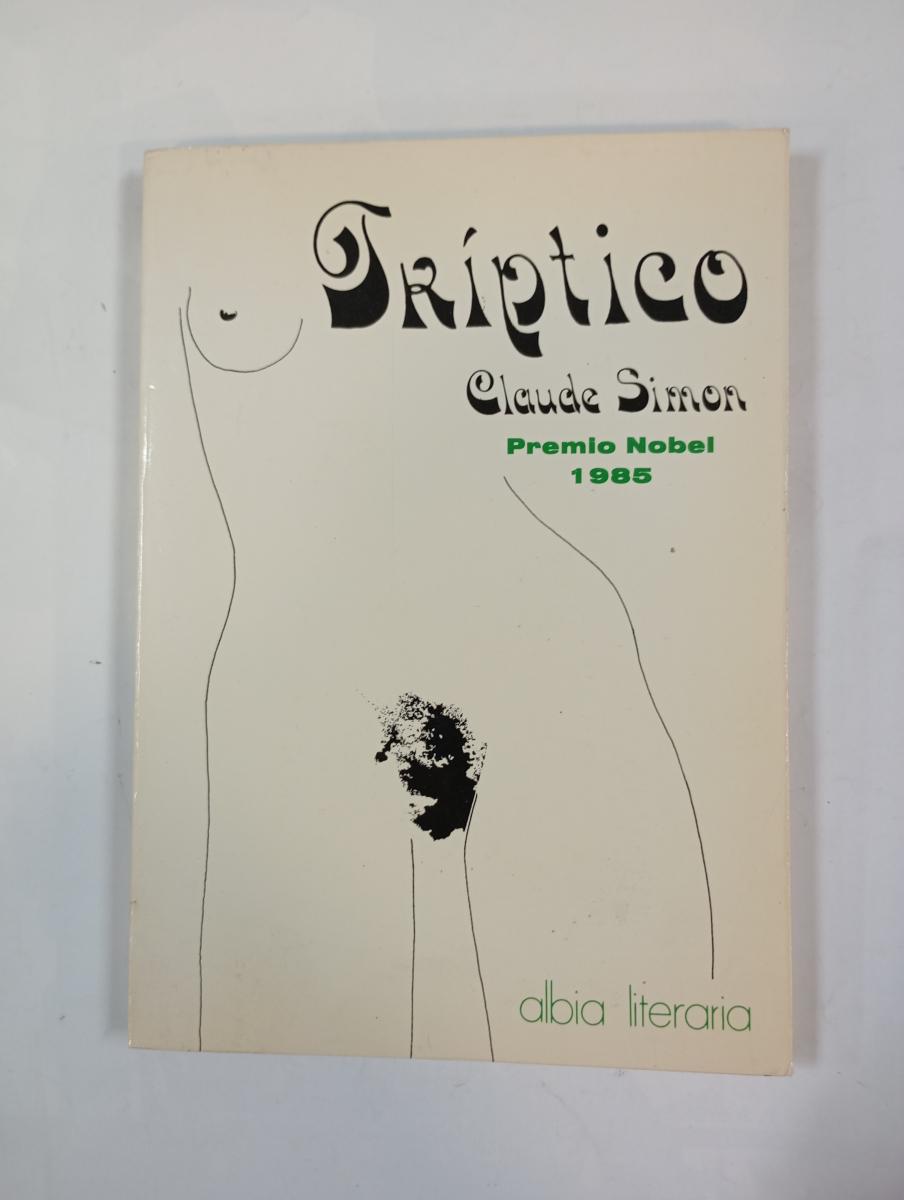 Tríptico
Claude Simon
Premio Nobel
1985
albia literaria